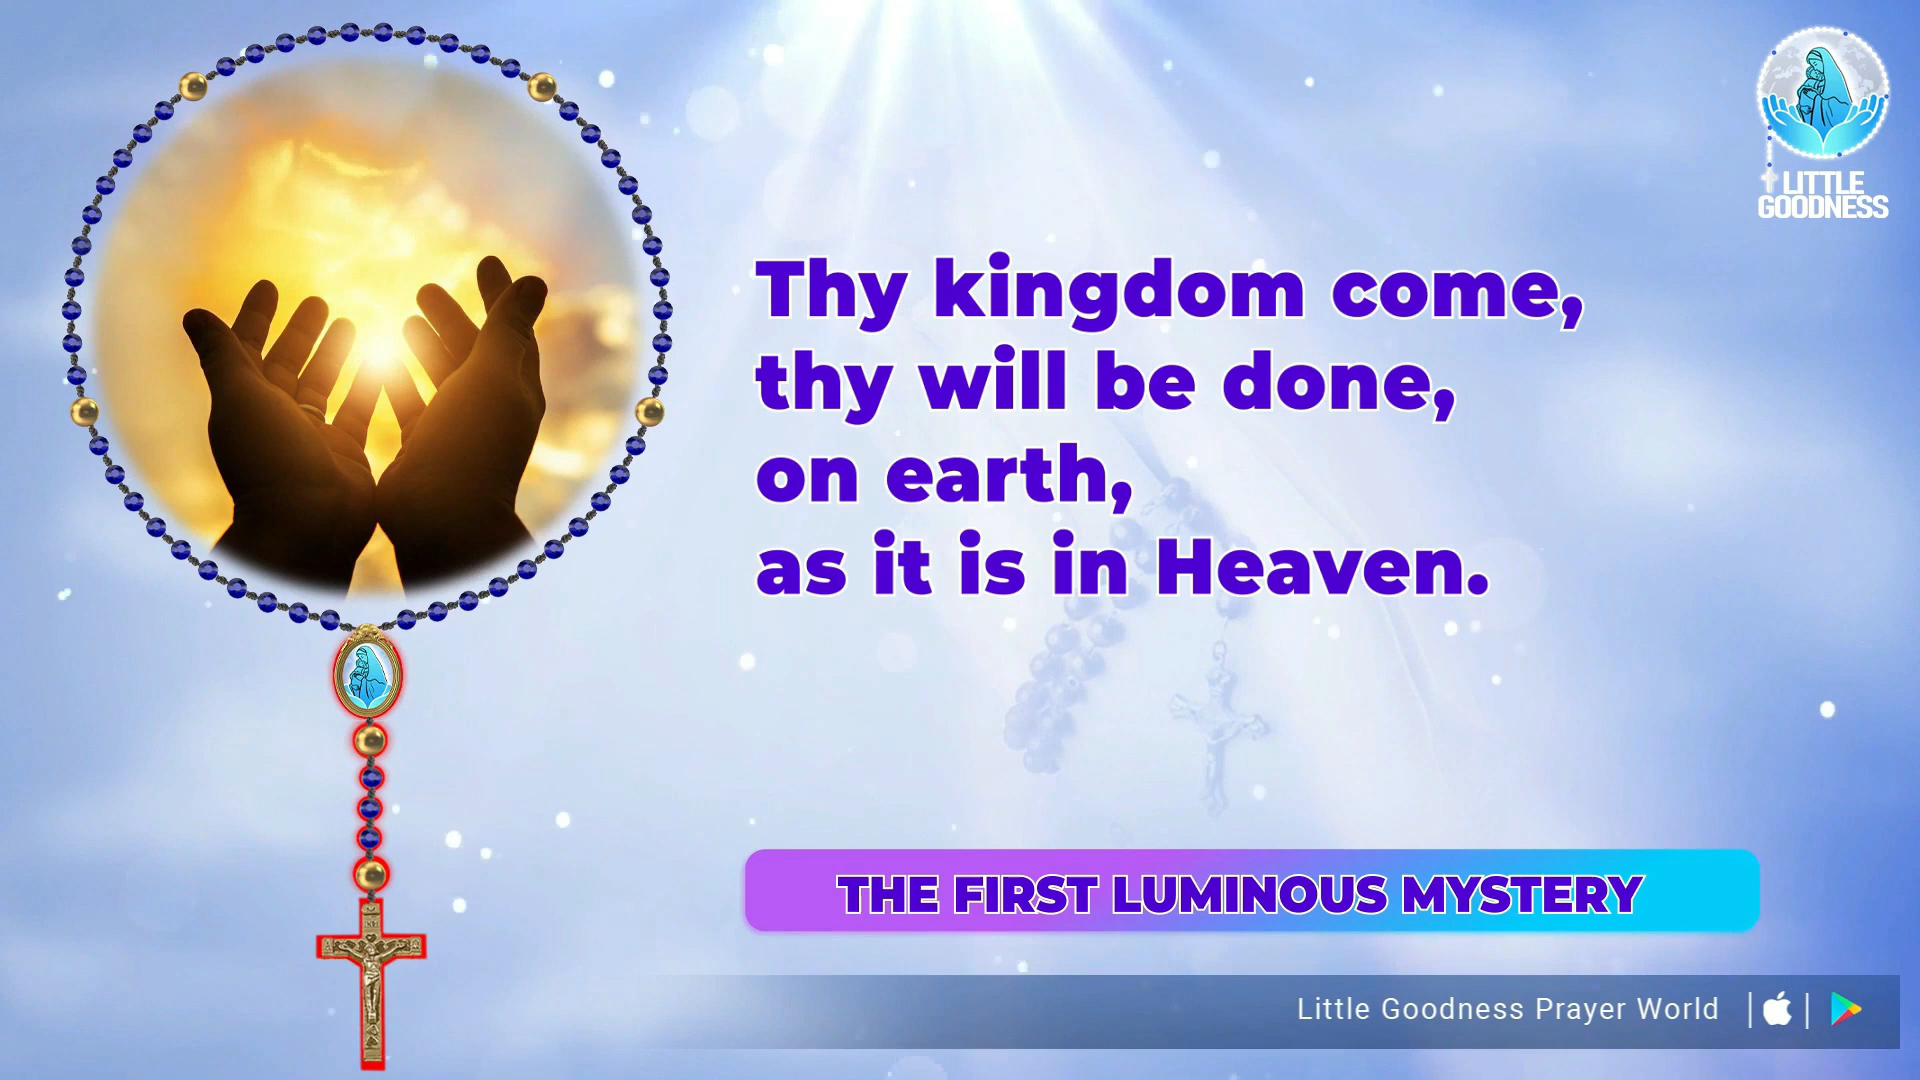 LITTLE
GOODNESS
Thy kingdom come,
thy will be done,
on earth,
as it is in Heaven.
THE FIRST LUMINOUS MYSTERY
Little Goodness Prayer World